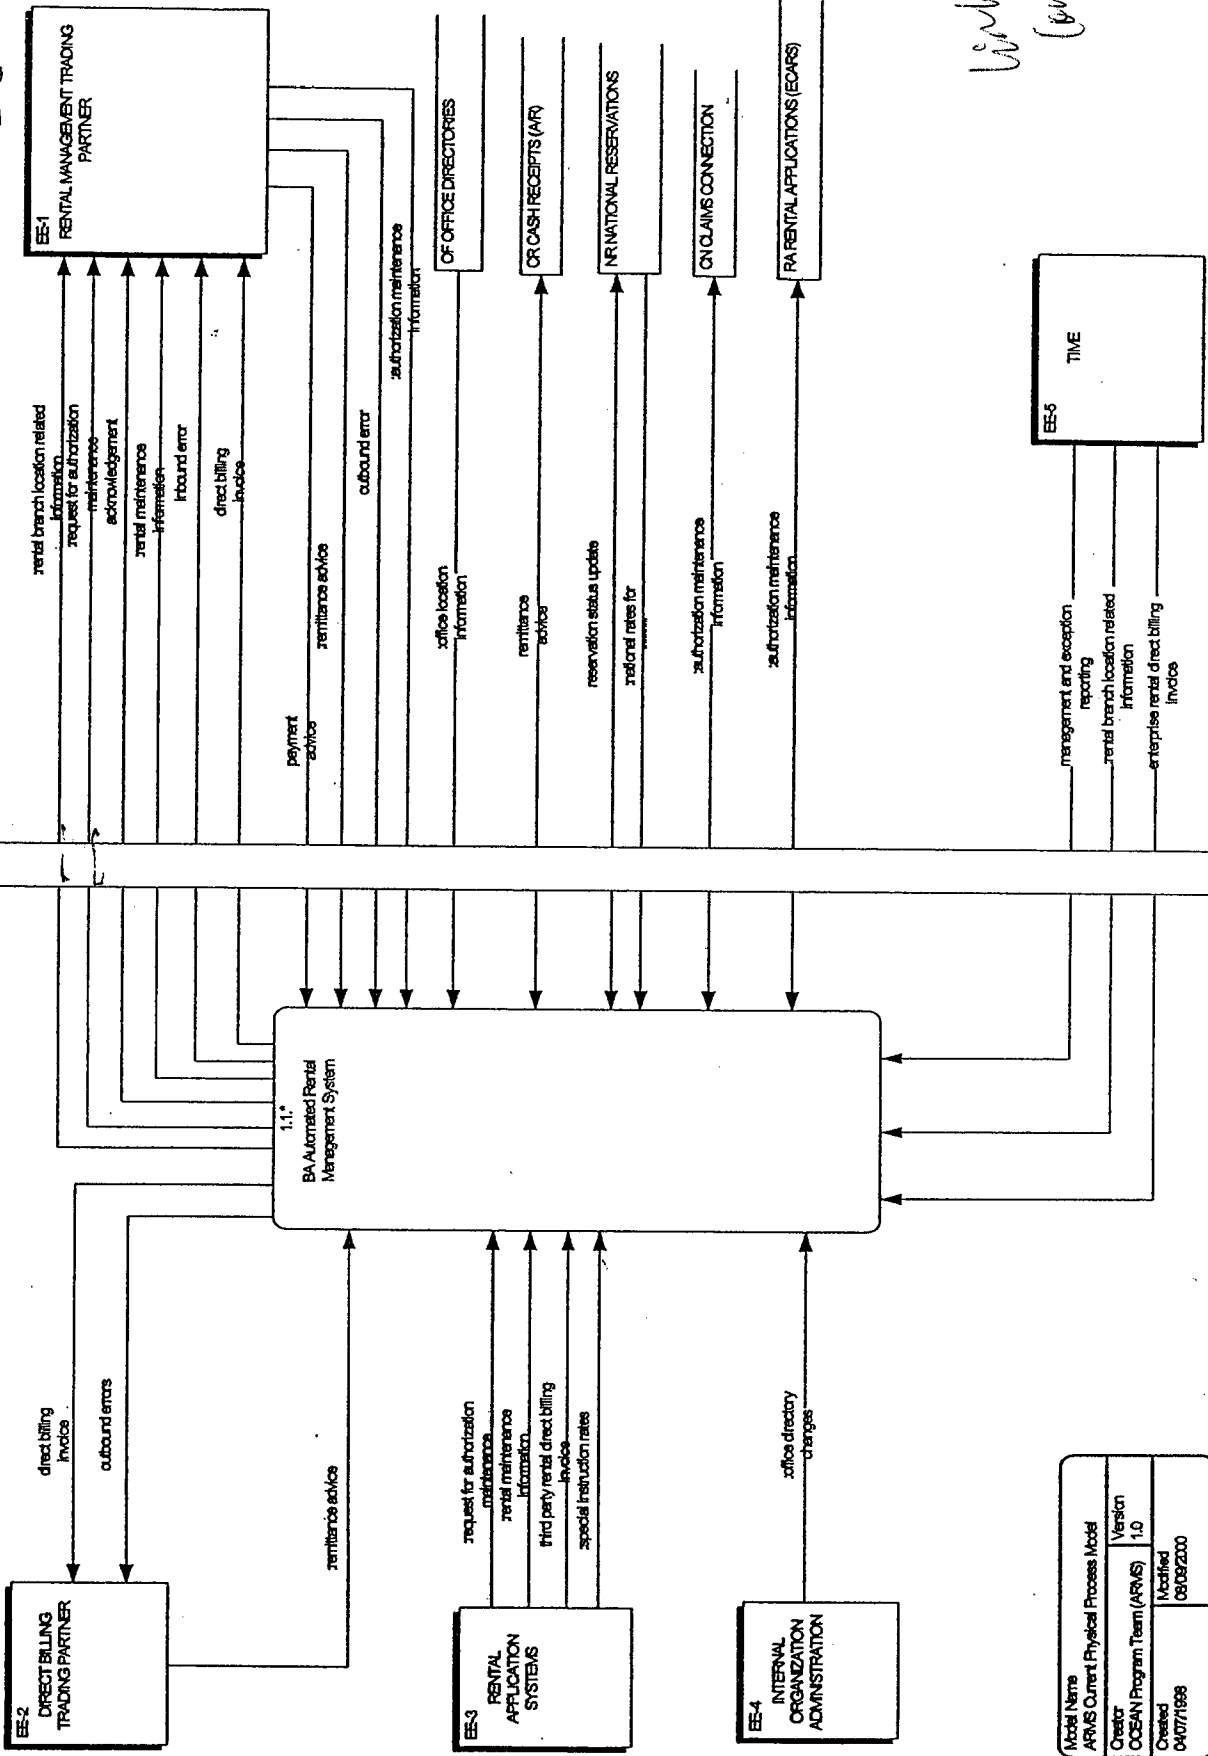 EE-2
DIRECT BILLING
TRADING PARTNER
direct billing
invoice
outbound errors
:remittance advice
EE-3
RENTAL
APPLICATION
SYSTEMS
:request for authorization
maintenance
:rental maintenance
information
third party rental direct billing
invoice
:special instruction rates
EE-4
INTERNAL
ORGANIZATION
ADMINISTRATION
:office directory
changes
1.1.*
BA Automated Rental
Management System
EE-1
RENTAL MANAGEMENT TRADING
PARTNER
:rental branch location related
information
:request for authorization
maintenance
acknowledgement
:rental maintenance
information
inbound error
direct billing
invoice
payment
advice
:remittance advice
outbound error
:authorization maintenance
information
OF OFFICE DIRECTORIES
:office location
information
CR CASH RECEIPTS (A/R)
remittance
advice
NR NATIONAL RESERVATIONS
reservation status update
:national rates for
CN CLAIMS CONNECTION
:authorization maintenance
information
RA RENTAL APPLICATIONS (ECARS)
:authorization maintenance
information
EE-5
TIME
management and exception
reporting
:rental branch location related
information
enterprise rental direct billing
invoice
Model Name
ARMS Current Physical Process Model
Creator
OCEAN Program Team (ARMS)
Version
1.0
Created
04/07/1998
Modified
08/09/2000